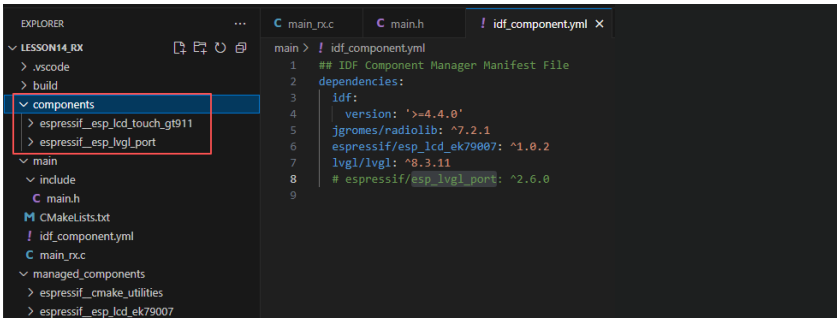 EXPLORER
...
LESSON14_RX
.vscode
build
components
espressif__esp_lcd_touch_gt911
espressif__esp_lvgl_port
main
include
C main.h
M CMakeLists.txt
! idf_component.yml
C main_rx.c
managed_components
espressif__cmake_utilities
espressif__esp_lcd_ek79007
C main_rx.c
C main.h
! idf_component.yml
main > ! idf_component.yml
1 ## IDF Component Manager Manifest File
2 dependencies:
3 idf:
4 version: '>=4.4.0'
5 jgromes/radiolib: ^7.2.1
6 espressif/esp_lcd_ek79007: ^1.0.2
7 lvgl/lvgl: ^8.3.11
8 # espressif/esp_lvgl_port: ^2.6.0
9